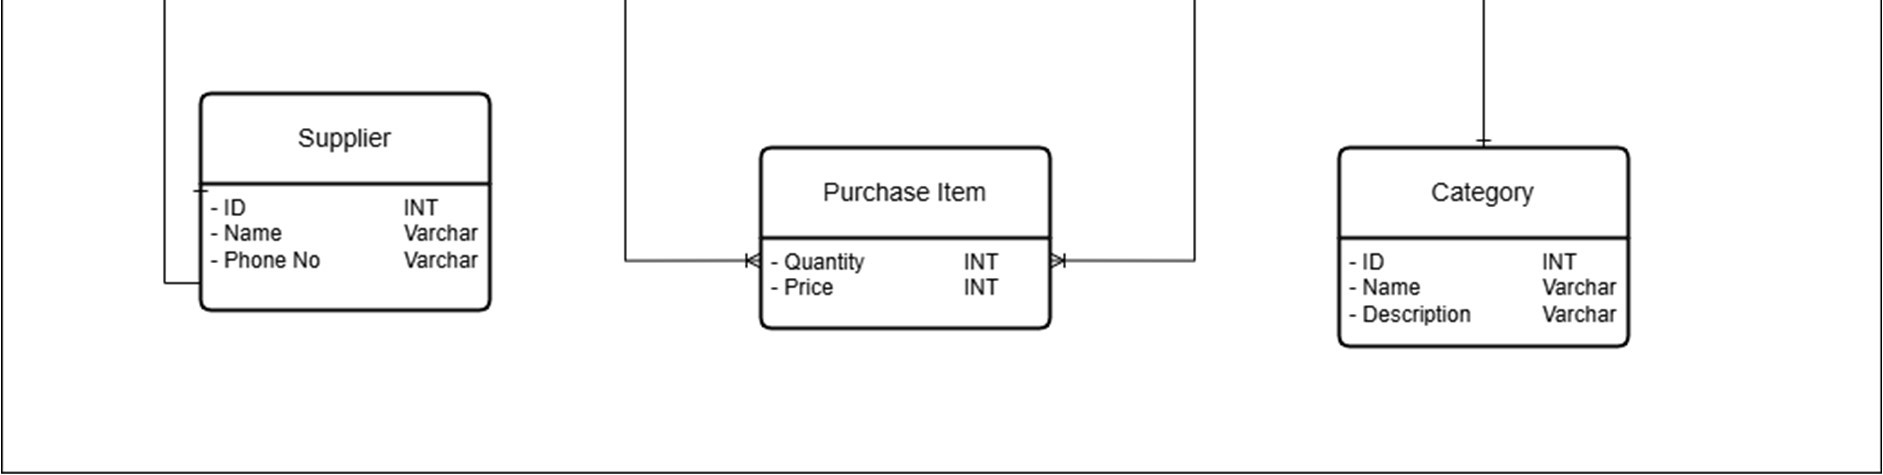 Supplier
- ID INT
- Name Varchar
- Phone No Varchar
Purchase Item
- Quantity INT
- Price INT
Category
- ID INT
- Name Varchar
- Description Varchar